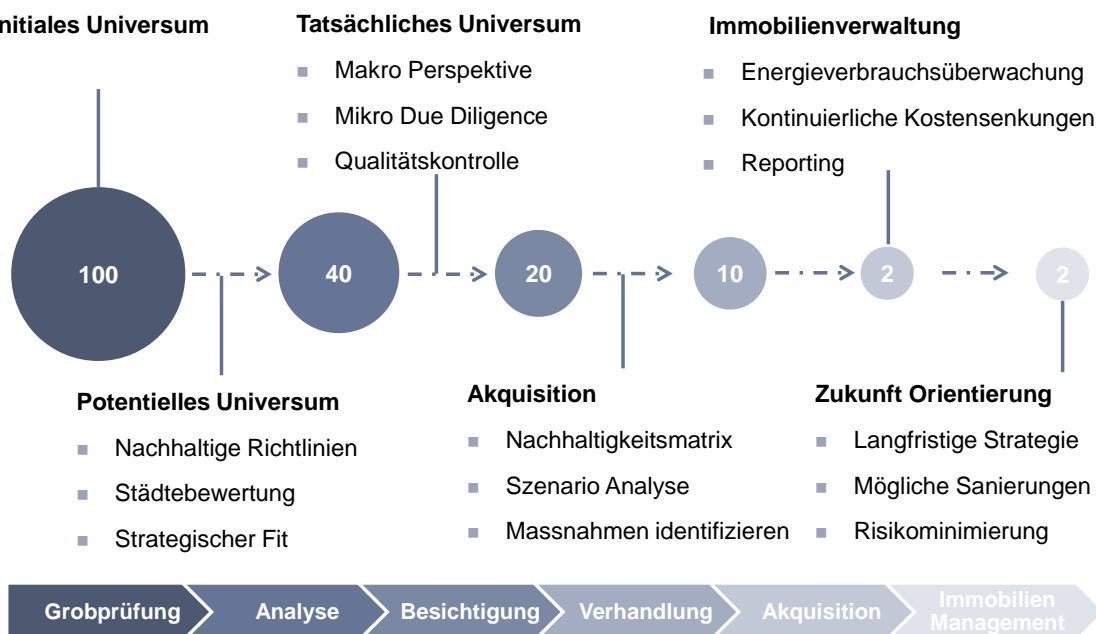 nitiales Universum
Tatsächliches Universum
Makro Perspektive
Mikro Due Diligence
Qualitätskontrolle
Immobilienverwaltung
Energieverbrauchsüberwachung
Kontinuierliche Kostensenkungen
Reporting
100
40
20
10
2
2
Potentielles Universum
Nachhaltige Richtlinien
Städtebewertung
Strategischer Fit
Akquisition
Nachhaltigkeitsmatrix
Szenario Analyse
Massnahmen identifizieren
Zukunft Orientierung
Langfristige Strategie
Mögliche Sanierungen
Risikominimierung
Grobprüfung
Analyse
Besichtigung
Verhandlung
Akquisition
Immobilien
Management